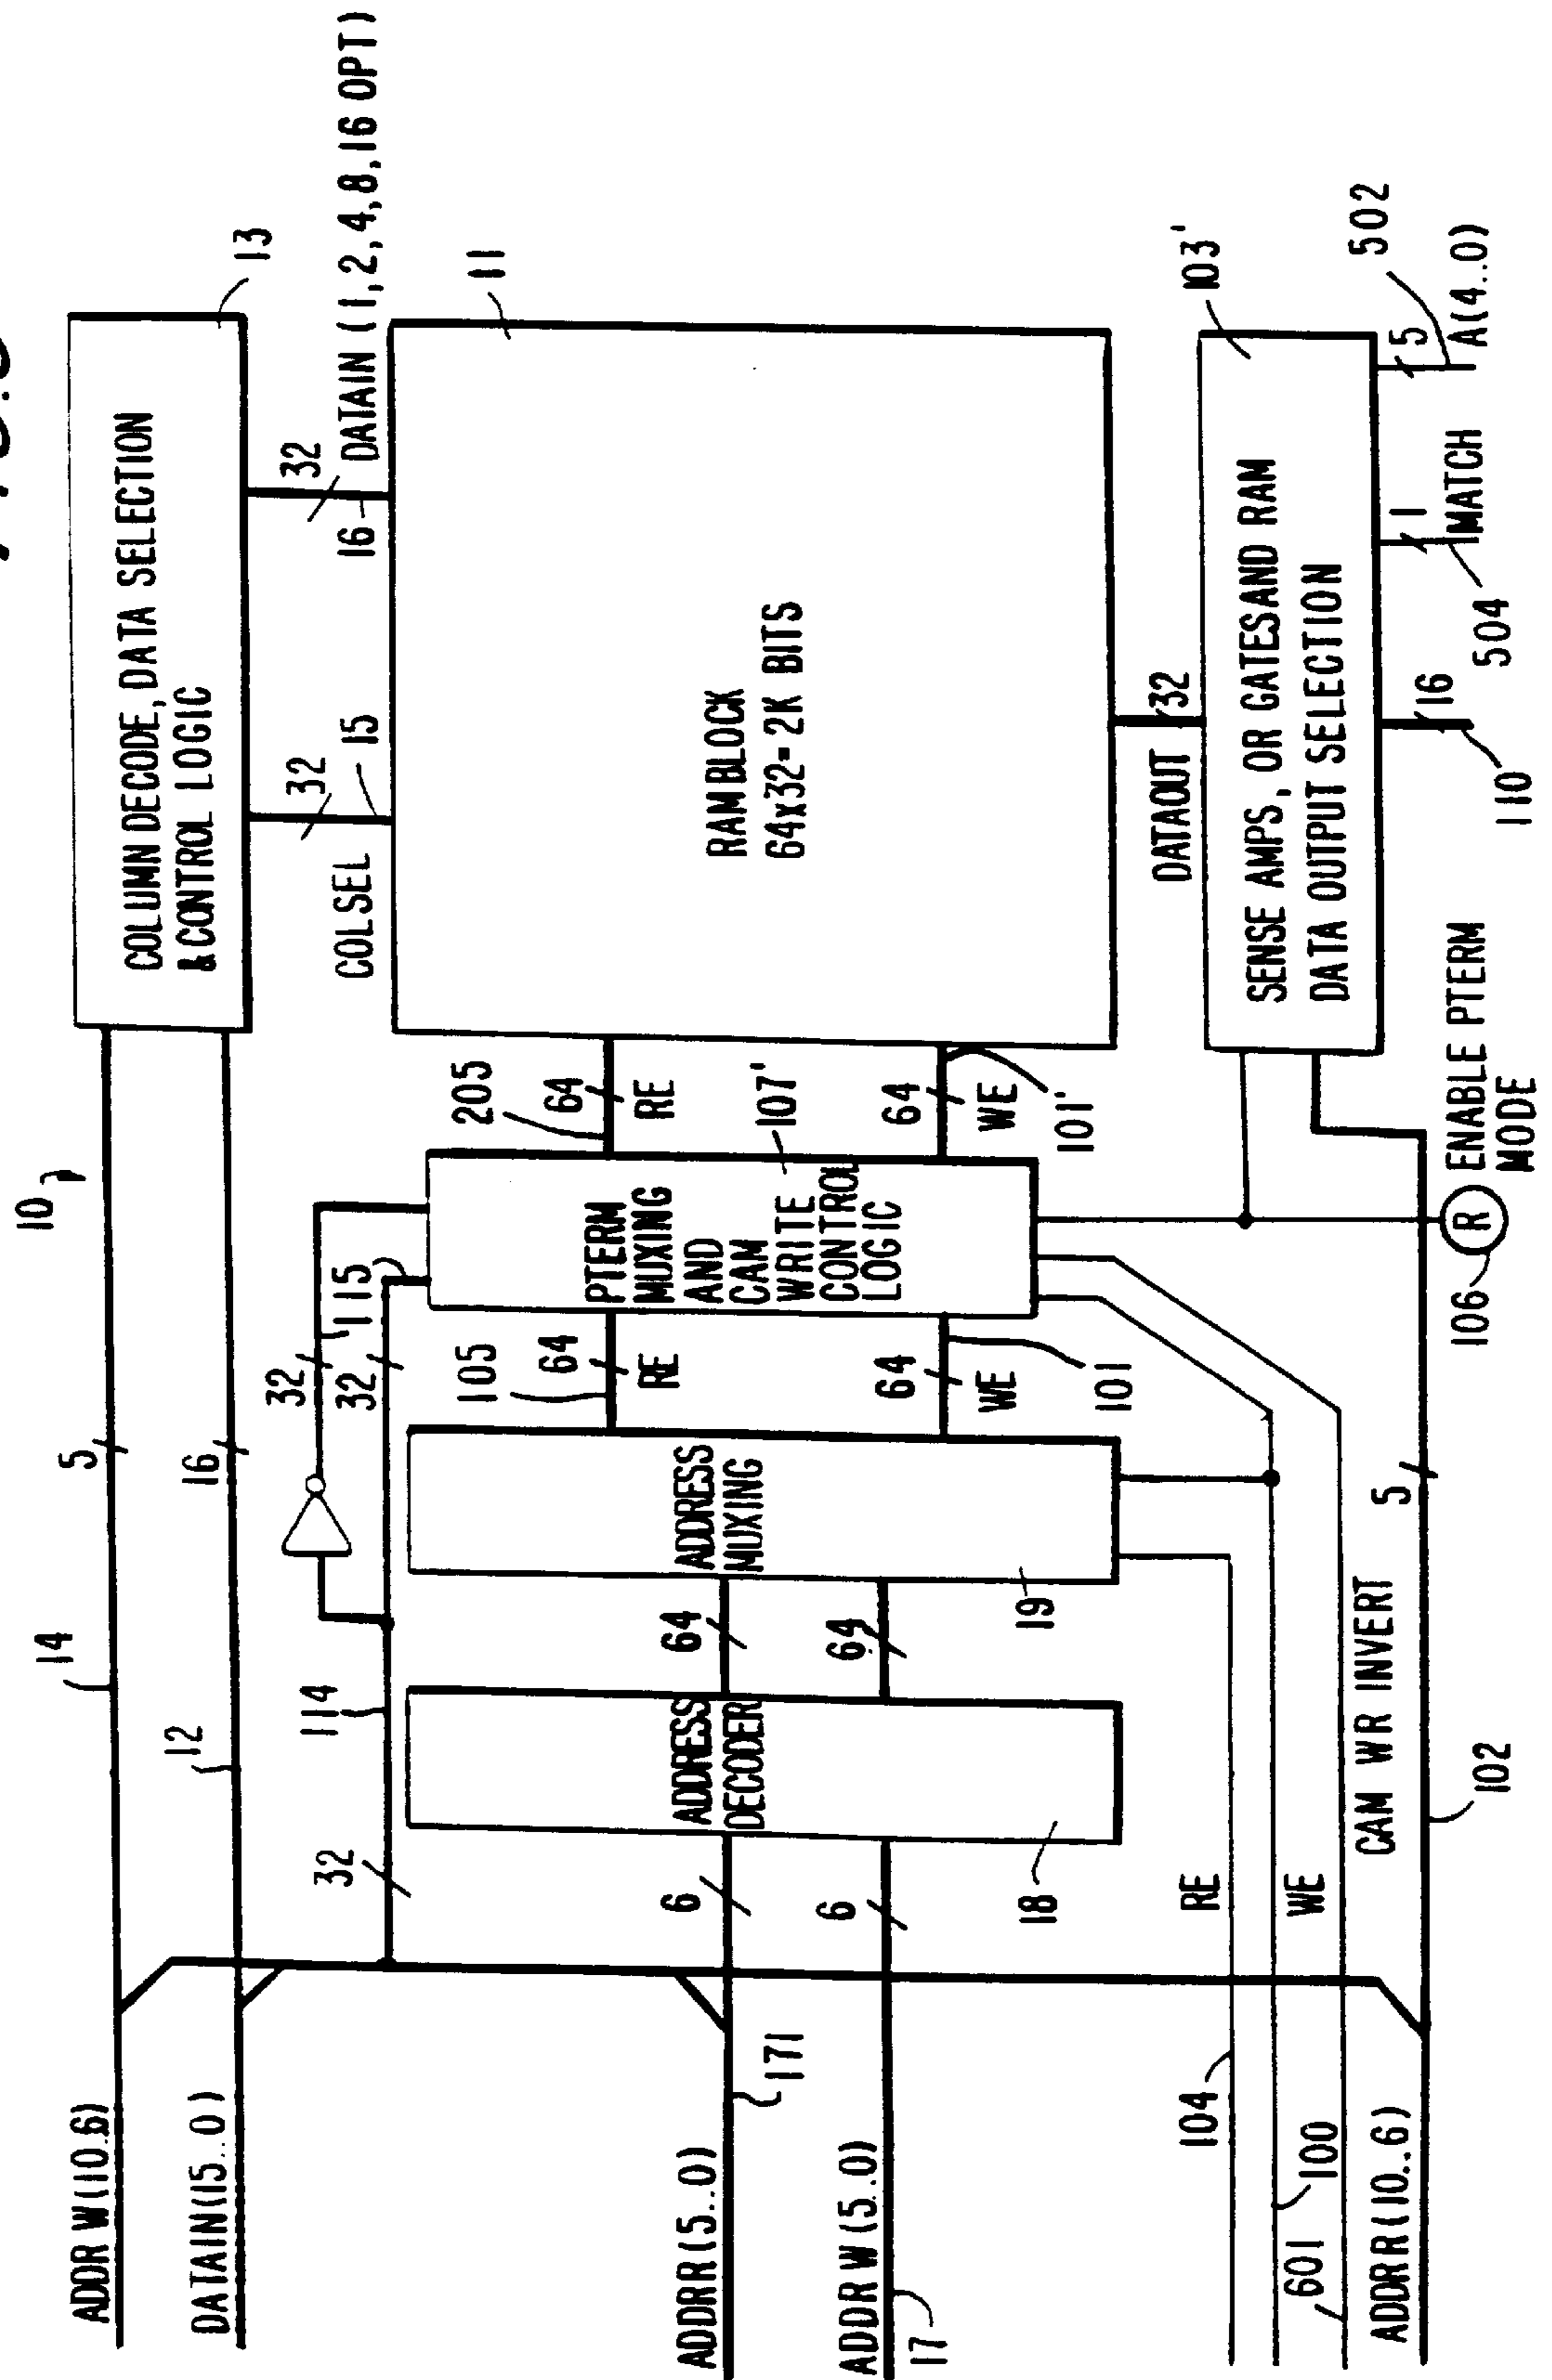 10
ADDR W(10.6)
14
5
COLUMN DECODE, DATA SELECTION
& CONTROL LOGIC
13
DATAIN(15..0)
12
16
32
114
32
32
115
COLSEL
32
15
32
16
DATAIN (1,2,4,8,16 OPT)
ADDRR(5..0)
171
6
ADDRESS
DECODER
64
ADDRESS
MUXING
105
64
RE
PTERM
MUXING
AND
CAM
WRITE
CONTROL
LOGIC
205
64
RE
107'
RAM BLOCK
64x32=2K BITS
11
ADDR W(5..0)
17
6
18
64
19
64
WE
101
64
WE
101'
DATAOUT
32
104
RE
100
WE
601
CAM WR INVERT
ADDRR(10..6)
102
5
106
R
ENABLE PTERM
MODE
SENSE AMPS, OR GATES AND RAM
DATA OUTPUT SELECTION
103'
110
16
504
1
MATCH
5
502
A(4..0)